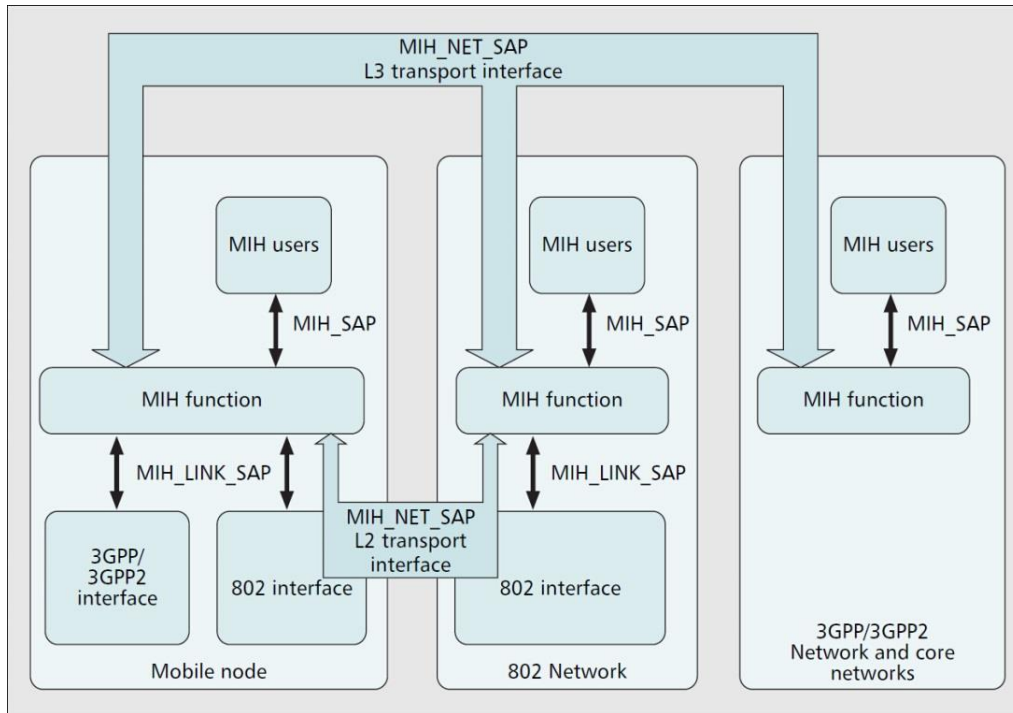 MIH_NET_SAP
L3 transport interface
MIH users
MIH_SAP
MIH function
MIH_LINK_SAP
3GPP/
3GPP2
interface
802 interface
Mobile node
MIH_NET_SAP
L2 transport
interface
MIH users
MIH_SAP
MIH function
MIH_LINK_SAP
802 interface
802 Network
MIH users
MIH_SAP
MIH function
3GPP/3GPP2
Network and core
networks